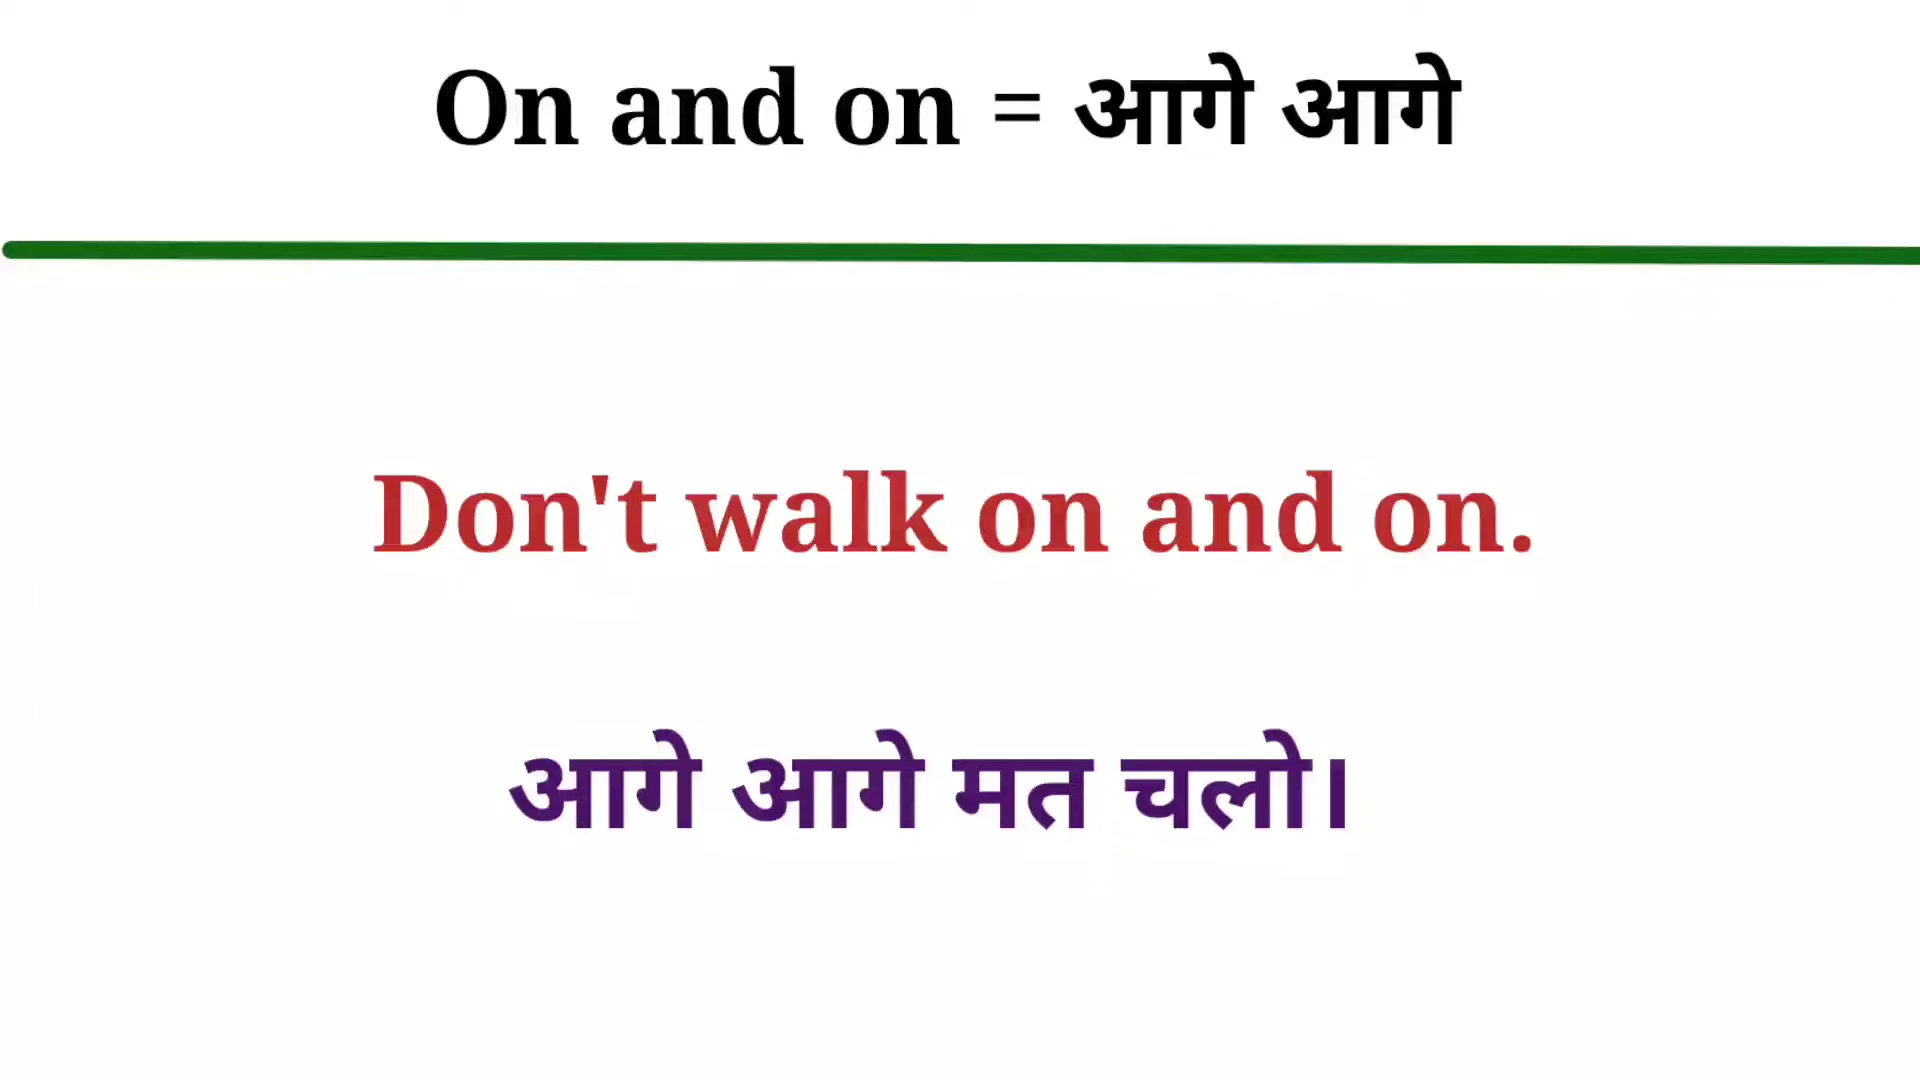 On and on = आगे आगे
Don't walk on and on.
आगे आगे मत चलो।